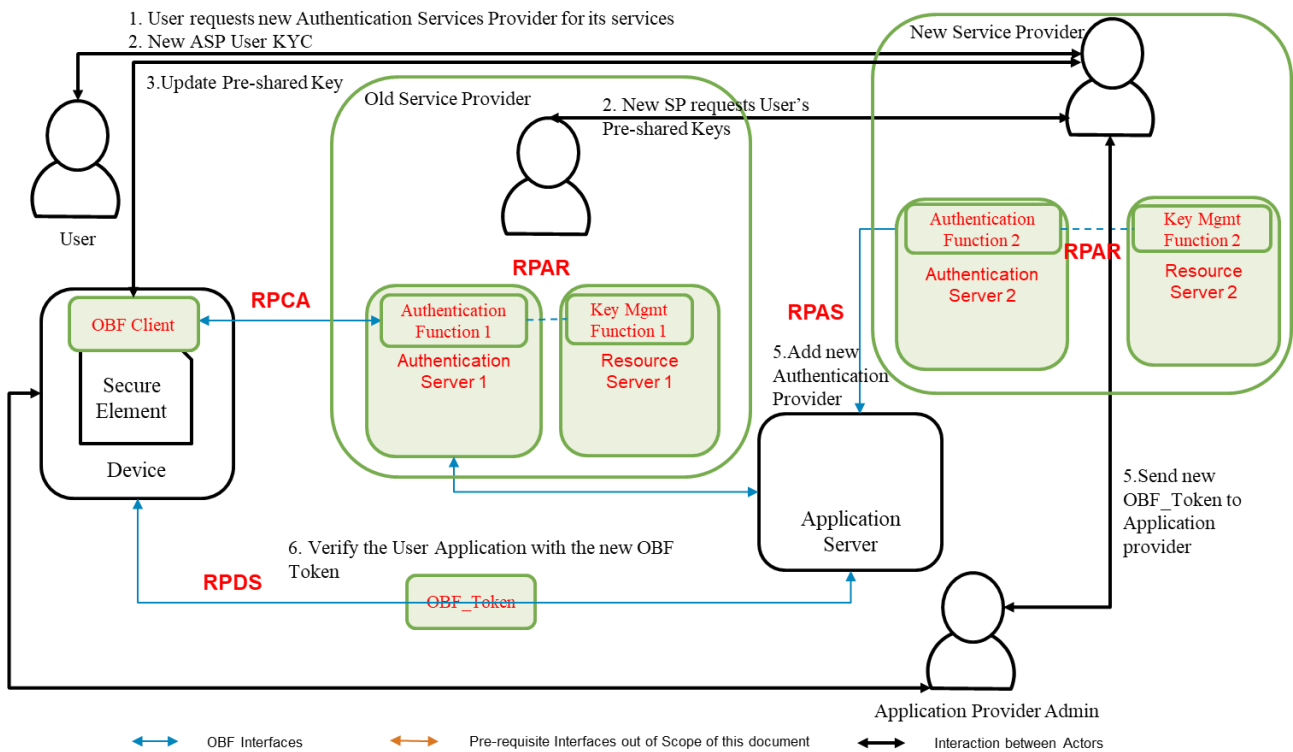 1. User requests new Authentication Services Provider for its services
2. New ASP User KYC
3.Update Pre-shared Key
New Service Provider
Old Service Provider
2. New SP requests User's
Pre-shared Keys
User
RPAR
Authentication
Function 2
Key Mgmt
Function 2
RPAR
Authentication
Server 2
Resource
Server 2
OBF Client
RPCA
Authentication
Function 1
Key Mgmt
Function 1
Authentication
Server 1
Resource
Server 1
RPAS
5.Add new
Authentication
Provider
Secure
Element
Device
Application
Server
5.Send new
OBF_Token to
Application
provider
6. Verify the User Application with the new OBF
Token
RPDS
OBF_Token
Application Provider Admin
OBF Interfaces
Pre-requisite Interfaces out of Scope of this document
Interaction between Actors